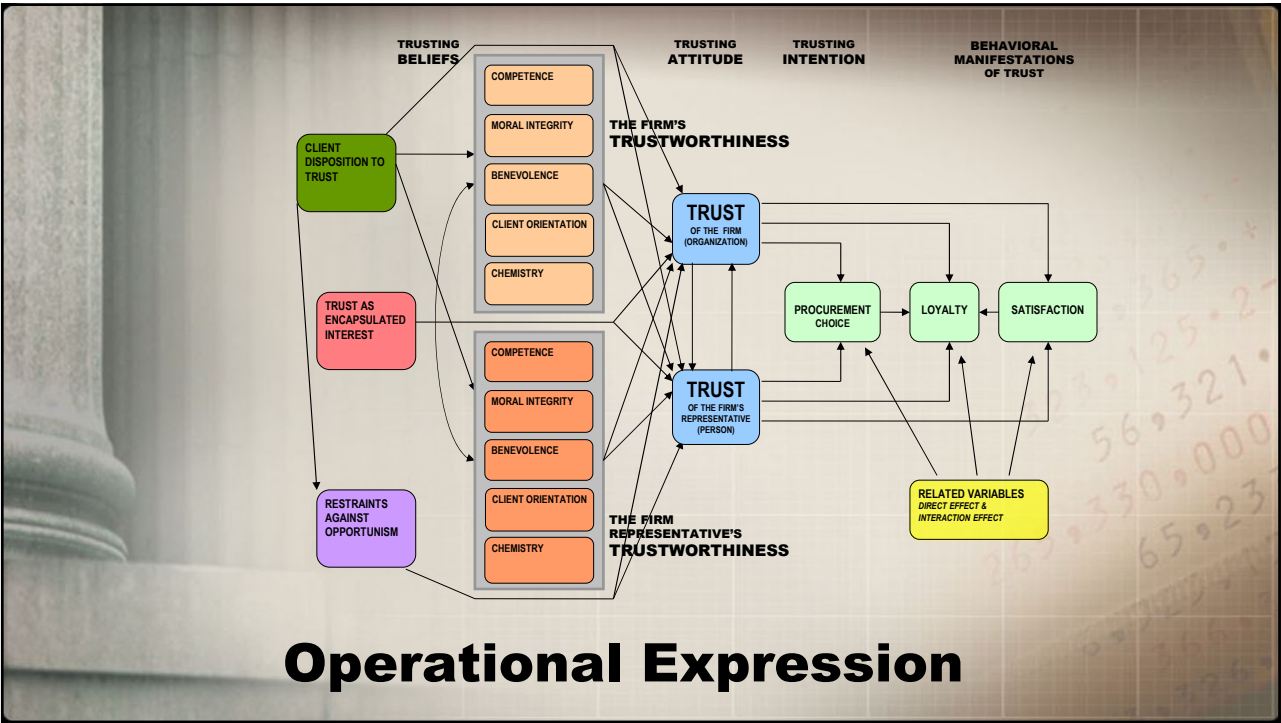 TRUSTING
BELIEFS
TRUSTING
ATTITUDE
TRUSTING
INTENTION
BEHAVIORAL
MANIFESTATIONS
OF TRUST
CLIENT
DISPOSITION TO
TRUST
TRUST AS
ENCAPSULATED
INTEREST
RESTRAINTS
AGAINST
OPPORTUNISM
COMPETENCE
MORAL INTEGRITY
BENEVOLENCE
CLIENT ORIENTATION
CHEMISTRY
THE FIRM'S
TRUSTWORTHINESS
COMPETENCE
MORAL INTEGRITY
BENEVOLENCE
CLIENT ORIENTATION
CHEMISTRY
THE FIRM
REPRESENTATIVE'S
TRUSTWORTHINESS
TRUST
OF THE FIRM
(ORGANIZATION)
TRUST
OF THE FIRM'S
REPRESENTATIVE
(PERSON)
PROCUREMENT
CHOICE
LOYALTY
SATISFACTION
RELATED VARIABLES
DIRECT EFFECT &
INTERACTION EFFECT
Operational Expression